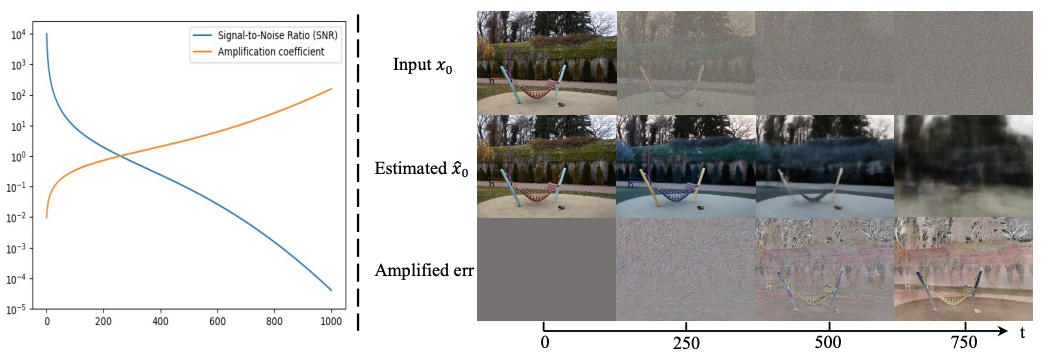 10⁴
10³
10²
10¹
10⁰
10⁻¹
10⁻²
10⁻³
10⁻⁴
10⁻⁵
0 200 400 600 800 1000
Signal-to-Noise Ratio (SNR)
Amplification coefficient
Input x₀
Estimated x̂₀
Amplified err
0 250 500 750 t